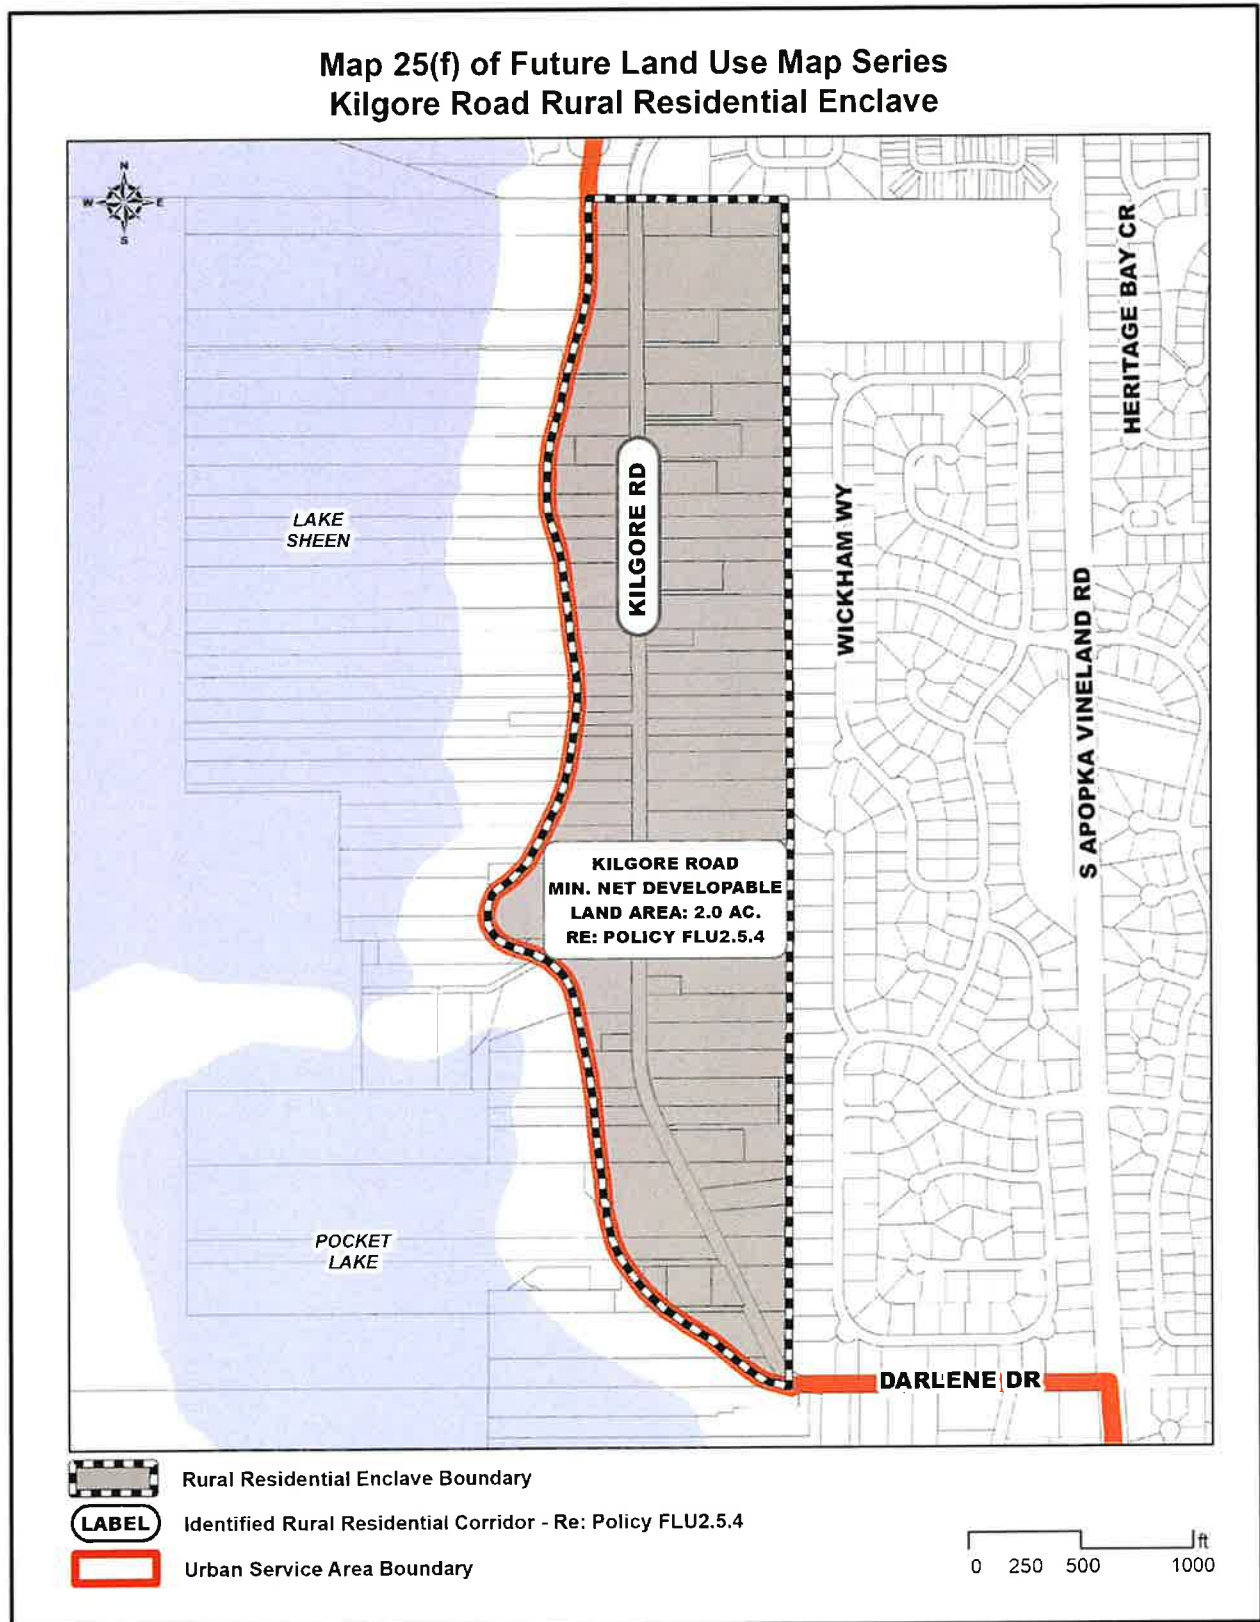 Map 25(f) of Future Land Use Map Series
Kilgore Road Rural Residential Enclave
N
W E
S
HERITAGE BAY CR
LAKE
SHEEN
KILGORE RD
WICKHAM WY
S APOPKA VINELAND RD
KILGORE ROAD
MIN. NET DEVELOPABLE
LAND AREA: 2.0 AC.
RE: POLICY FLU2.5.4
POCKET
LAKE
DARLENE DR
Rural Residential Enclave Boundary
LABEL Identified Rural Residential Corridor - Re: Policy FLU2.5.4
Urban Service Area Boundary
ft
0 250 500 1000